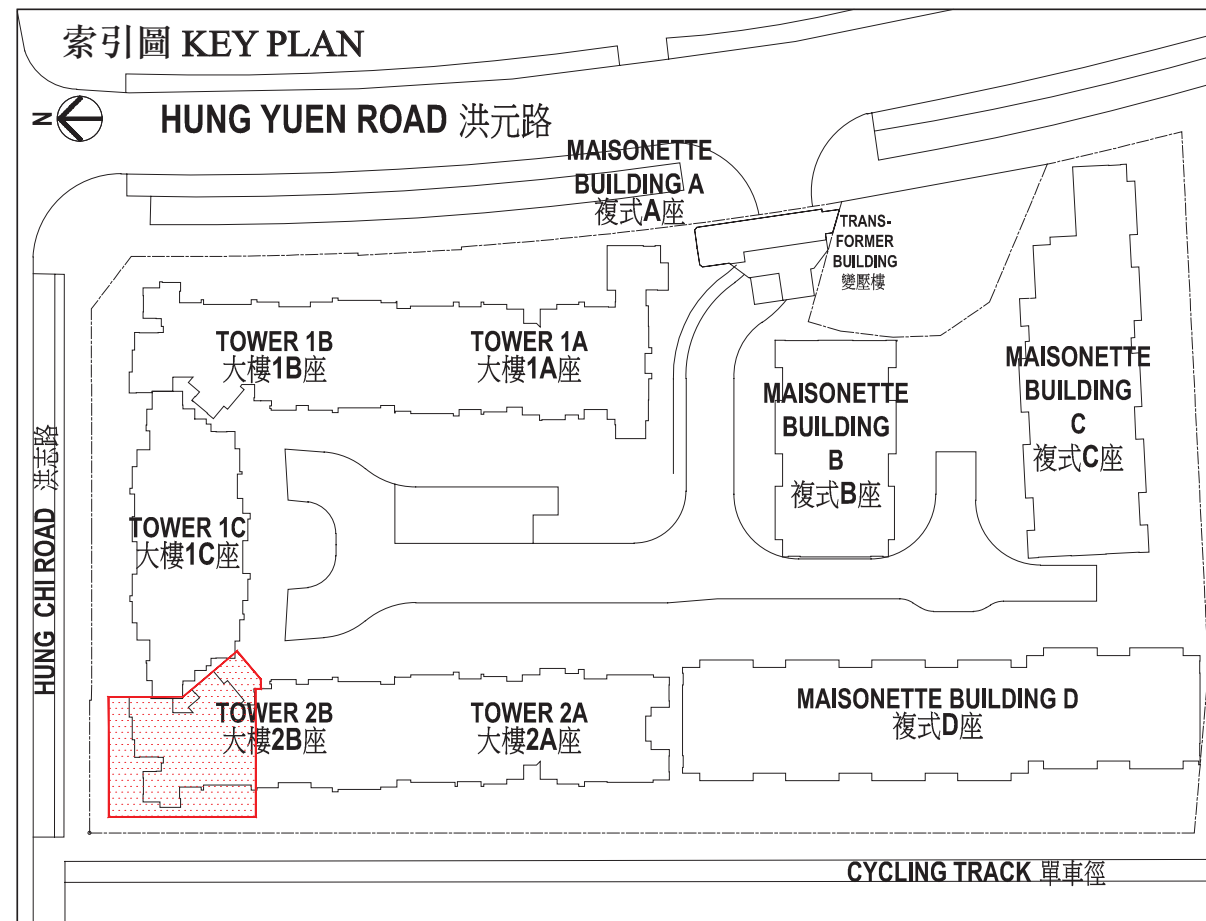 索引圖 KEY PLAN
N
HUNG YUEN ROAD 洪元路
MAISONETTE
BUILDING A
複式A座
TRANS-
FORMER
BUILDING
變壓樓
TOWER 1B
大樓1B座
TOWER 1A
大樓1A座
MAISONETTE
BUILDING
B
複式B座
MAISONETTE
BUILDING
C
複式C座
HUNG CHI ROAD 洪志路
TOWER 1C
大樓1C座
TOWER 2B
大樓2B座
TOWER 2A
大樓2A座
MAISONETTE BUILDING D
複式D座
CYCLING TRACK 單車徑